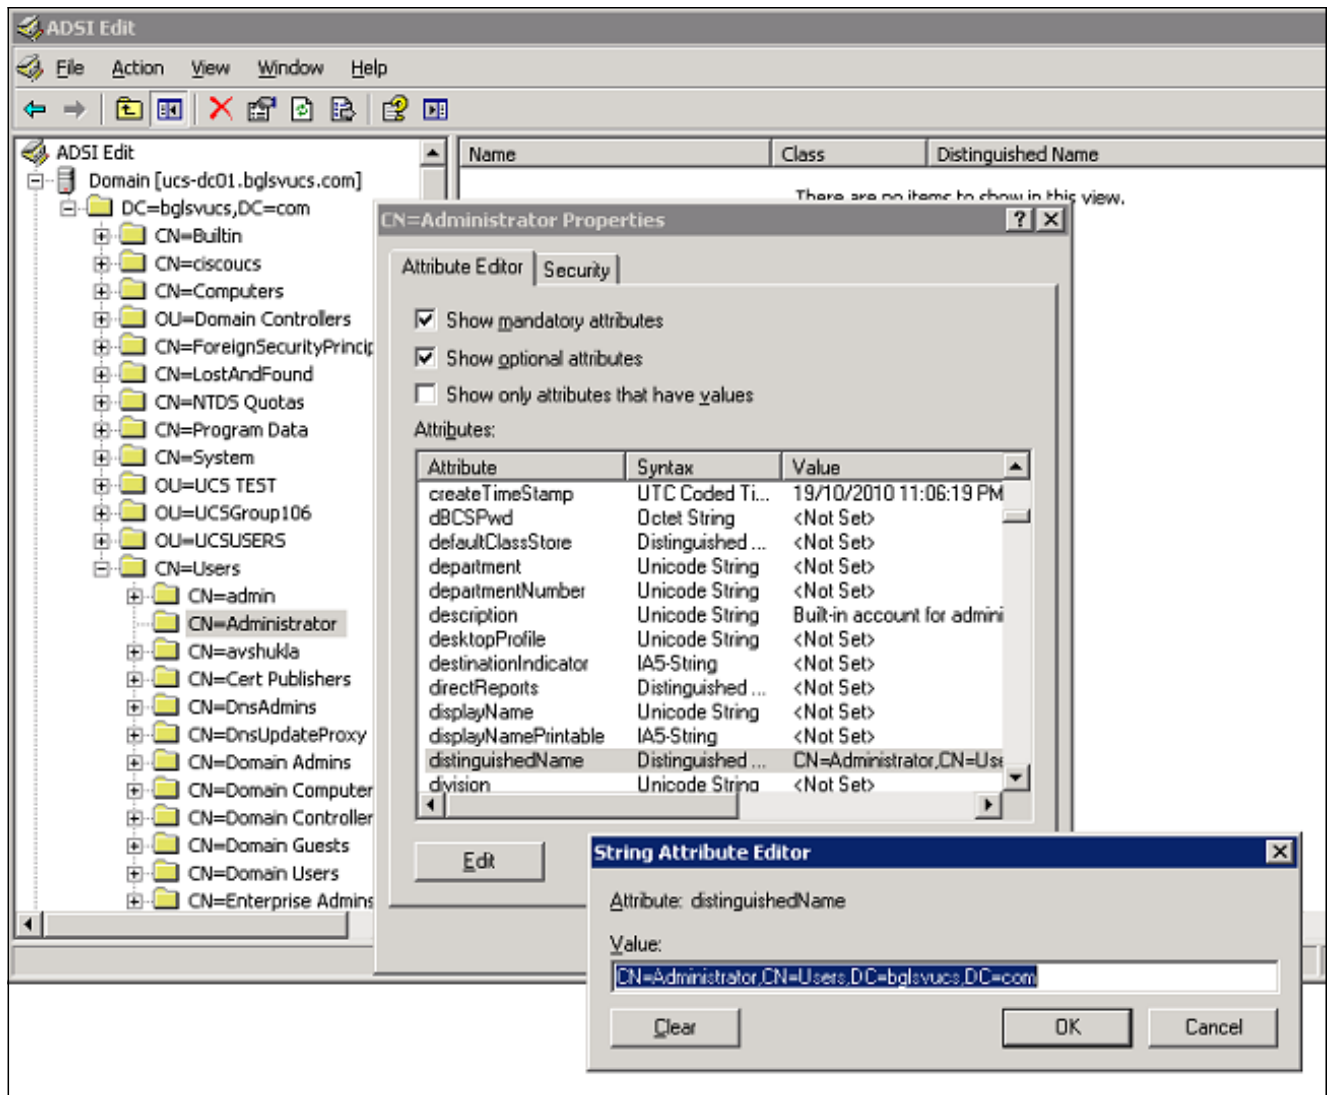 ADSI Edit
File Action View Window Help
ADSI Edit
Domain [ucs-dc01.bglsvucs.com]
DC=bglsvucs,DC=com
CN=Builtin
CN=ciscoucs
CN=Computers
OU=Domain Controllers
CN=ForeignSecurityPrincip
CN=LostAndFound
CN=NTDS Quotas
CN=Program Data
CN=System
OU=UCS TEST
OU=UCSGroup106
OU=UCSUSERS
CN=Users
CN=admin
CN=Administrator
CN=avshukla
CN=Cert Publishers
CN=DnsAdmins
CN=DnsUpdateProxy
CN=Domain Admins
CN=Domain Computer
CN=Domain Controller
CN=Domain Guests
CN=Domain Users
CN=Enterprise Admins
Name Class Distinguished Name
There are no items to show in this view.
CN=Administrator Properties
Attribute Editor Security
Show mandatory attributes
Show optional attributes
Show only attributes that have values
Attributes:
Attribute Syntax Value
createTimeStamp UTC Coded Ti... 19/10/2010 11:06:19 PM
dBCSPwd Octet String <Not Set>
defaultClassStore Distinguished ... <Not Set>
department Unicode String <Not Set>
departmentNumber Unicode String <Not Set>
description Unicode String Built-in account for admini
desktopProfile Unicode String <Not Set>
destinationIndicator IA5-String <Not Set>
directReports Distinguished ... <Not Set>
displayName Unicode String <Not Set>
displayNamePrintable IA5-String <Not Set>
distinguishedName Distinguished ... CN=Administrator,CN=Use
division Unicode String <Not Set>
Edit
String Attribute Editor
Attribute: distinguishedName
Value:
CN=Administrator,CN=Users,DC=bglsvucs,DC=com
Clear OK Cancel